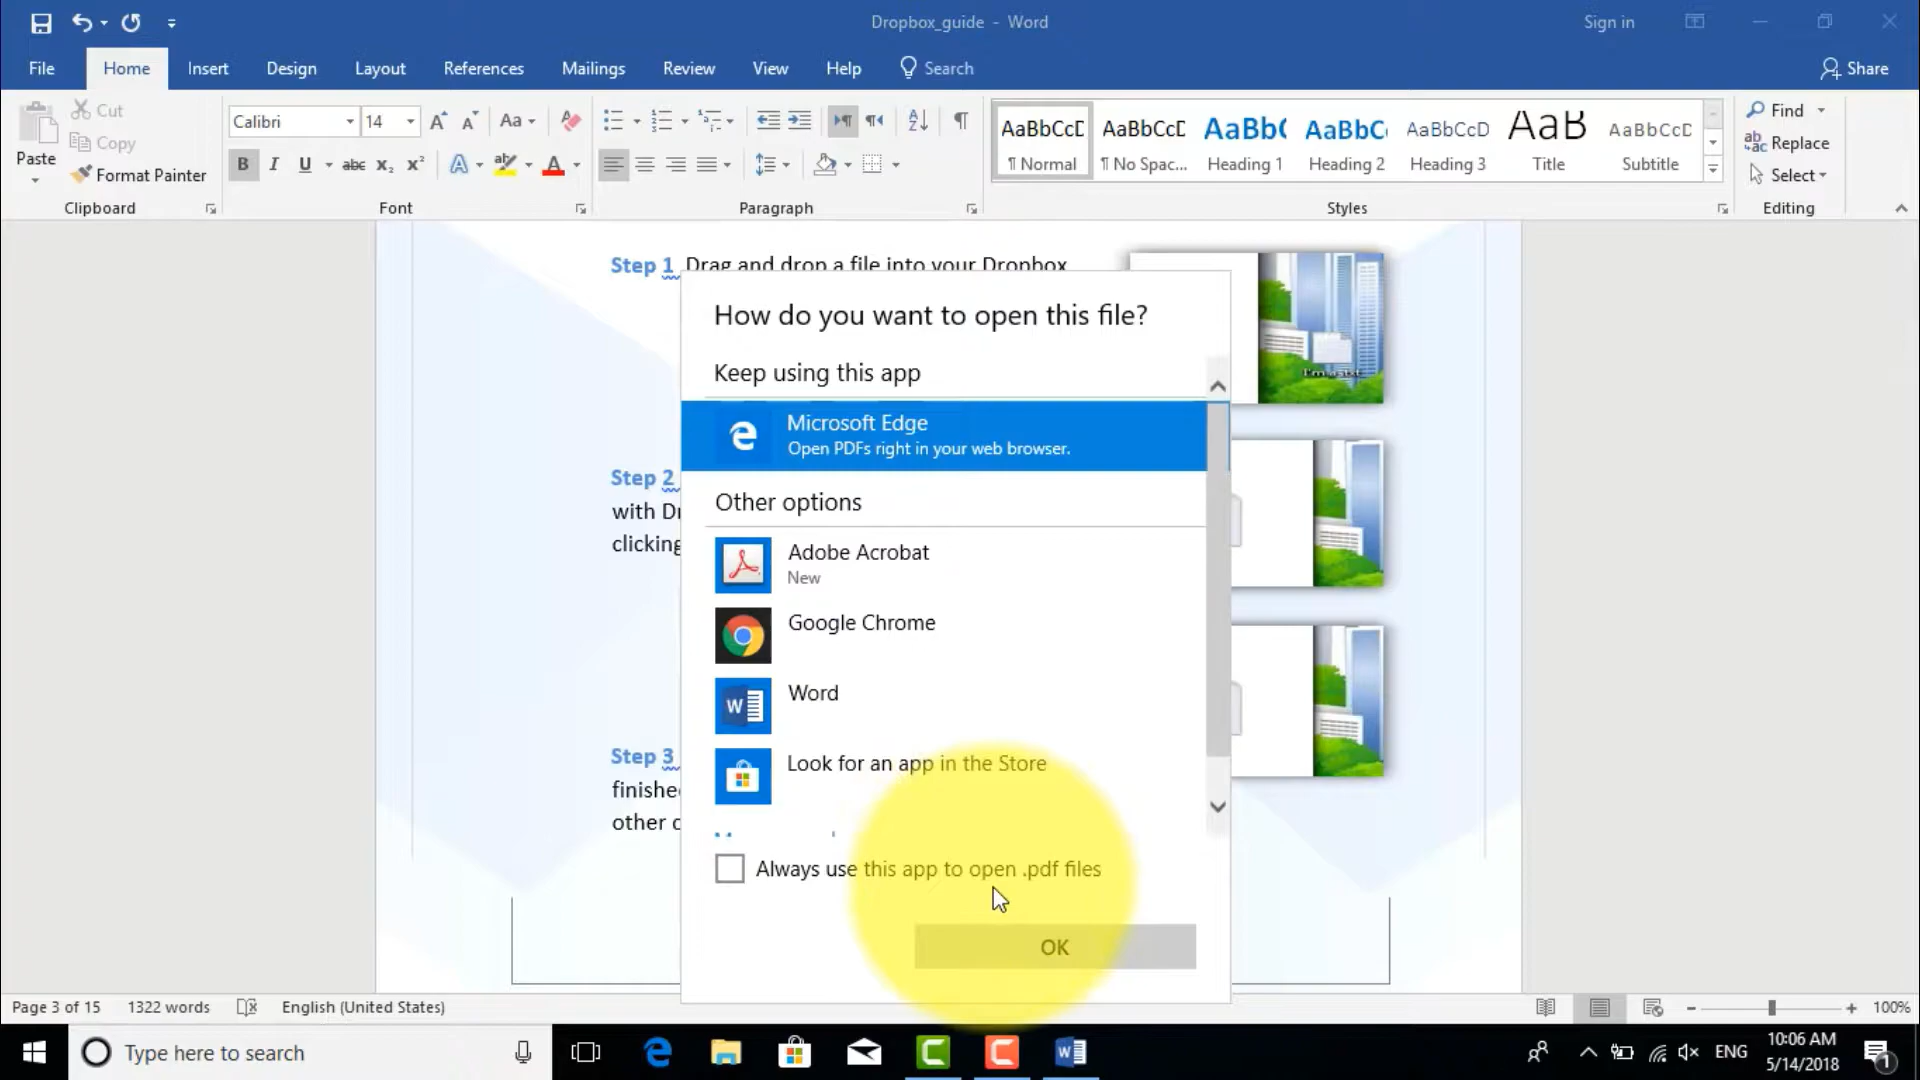 Dropbox_guide - Word
Sign in
File Home Insert Design Layout References Mailings Review View Help Search Share
Paste
Cut
Copy
Format Painter
Clipboard
Calibri 14
Aa
B I U abc X₂ X²
A A
Font
Paragraph
AaBbCcD AaBbCcD AaBbC AaBbCc AaBbCcD AaB AaBbCcD
¶ Normal ¶ No Spac... Heading 1 Heading 2 Heading 3 Title Subtitle
Styles
Find
Replace
Select
Editing
Step 1 Drag and drop a file into your Dropbox
Step 2
with
clicking
Step 3
other
How do you want to open this file?
Keep using this app
Microsoft Edge
Open PDFs right in your web browser.
Other options
Adobe Acrobat
New
Google Chrome
Word
Look for an app in the Store
Always use this app to open .pdf files
OK
Page 3 of 15 1322 words English (United States) 100%
Type here to search
ENG
10:06 AM
5/14/2018
1